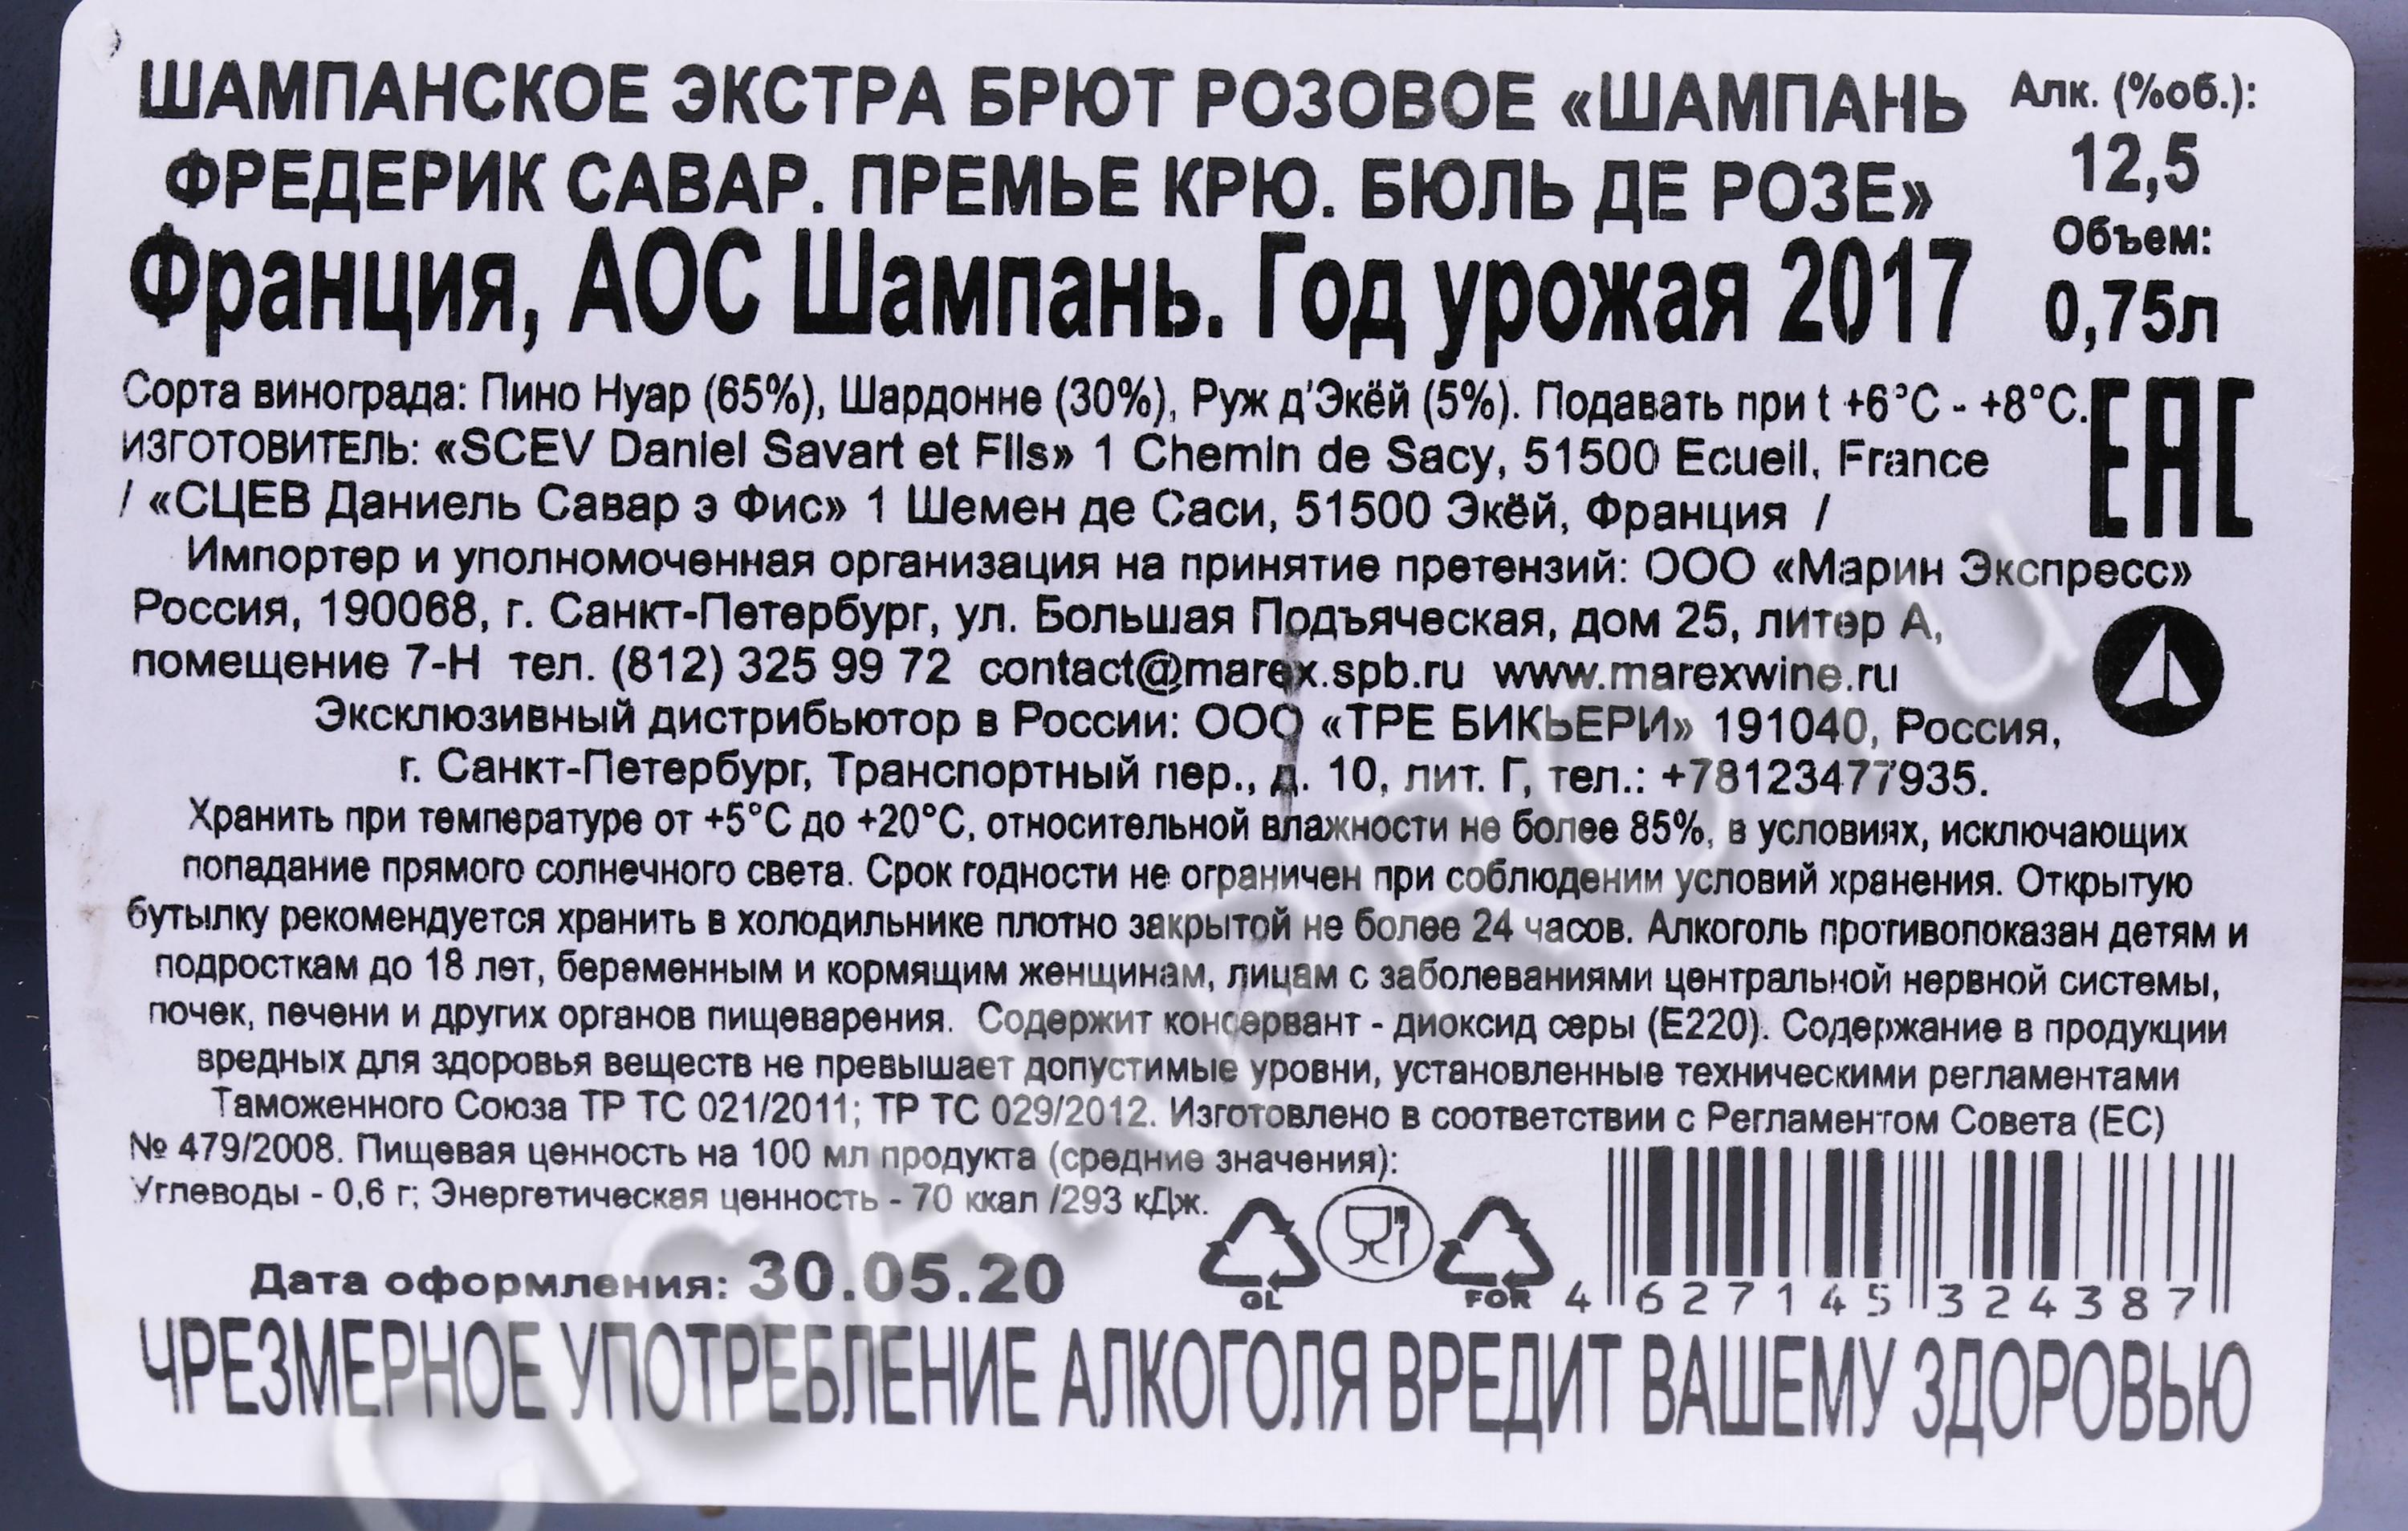 ШАМПАНСКОЕ ЭКСТРА БРЮТ РОЗОВОЕ «ШАМПАНЬ
ФРЕДЕРИК САВАР. ПРЕМЬЕ КРЮ. БЮЛЬ ДЕ РОЗЕ»
Франция, АОС Шампань. Год урожая 2017
Алк. (%об.):
12,5
Объем:
0,75л
Сорта винограда: Пино Нуар (65%), Шардонне (30%), Руж д'Экёй (5%). Подавать при t +6°C - +8°C.
EAC
ИЗГОТОВИТЕЛЬ: «SCEV Daniel Savart et Fils» 1 Chemin de Sacy, 51500 Ecueil, France
/ «СЦЕВ Даниель Савар э Фис» 1 Шемен де Саси, 51500 Экёй, Франция /
Импортер и уполномоченная организация на принятие претензий: ООО «Марин Экспресс»
Россия, 190068, г. Санкт-Петербург, ул. Большая Подъяческая, дом 25, литер А,
помещение 7-Н тел. (812) 325 99 72 contact@marex.spb.ru www.marexwine.ru
Эксклюзивный дистрибьютор в России: ООО «ТРЕ БИКЬЕРИ» 191040, Россия,
г. Санкт-Петербург, Транспортный пер., д. 10, лит. Г, тел.: +78123477935.
Хранить при температуре от +5°C до +20°C, относительной влажности не более 85%, в условиях, исключающих
попадание прямого солнечного света. Срок годности не ограничен при соблюдении условий хранения. Открытую
бутылку рекомендуется хранить в холодильнике плотно закрытой не более 24 часов. Алкоголь противопоказан детям и
подросткам до 18 лет, беременным и кормящим женщинам, лицам с заболеваниями центральной нервной системы,
почек, печени и других органов пищеварения. Содержит консервант - диоксид серы (Е220). Содержание в продукции
вредных для здоровья веществ не превышает допустимые уровни, установленные техническими регламентами
Таможенного Союза ТР ТС 021/2011; ТР ТС 029/2012. Изготовлено в соответствии с Регламентом Совета (ЕС)
№ 479/2008. Пищевая ценность на 100 мл продукта (средние значения):
Углеводы - 0,6 г; Энергетическая ценность - 70 ккал /293 кДж.
Дата оформления: 30.05.20
GL
FOR
4 627145 324387
ЧРЕЗМЕРНОЕ УПОТРЕБЛЕНИЕ АЛКОГОЛЯ ВРЕДИТ ВАШЕМУ ЗДОРОВЬЮ
CIGARPRO.ru